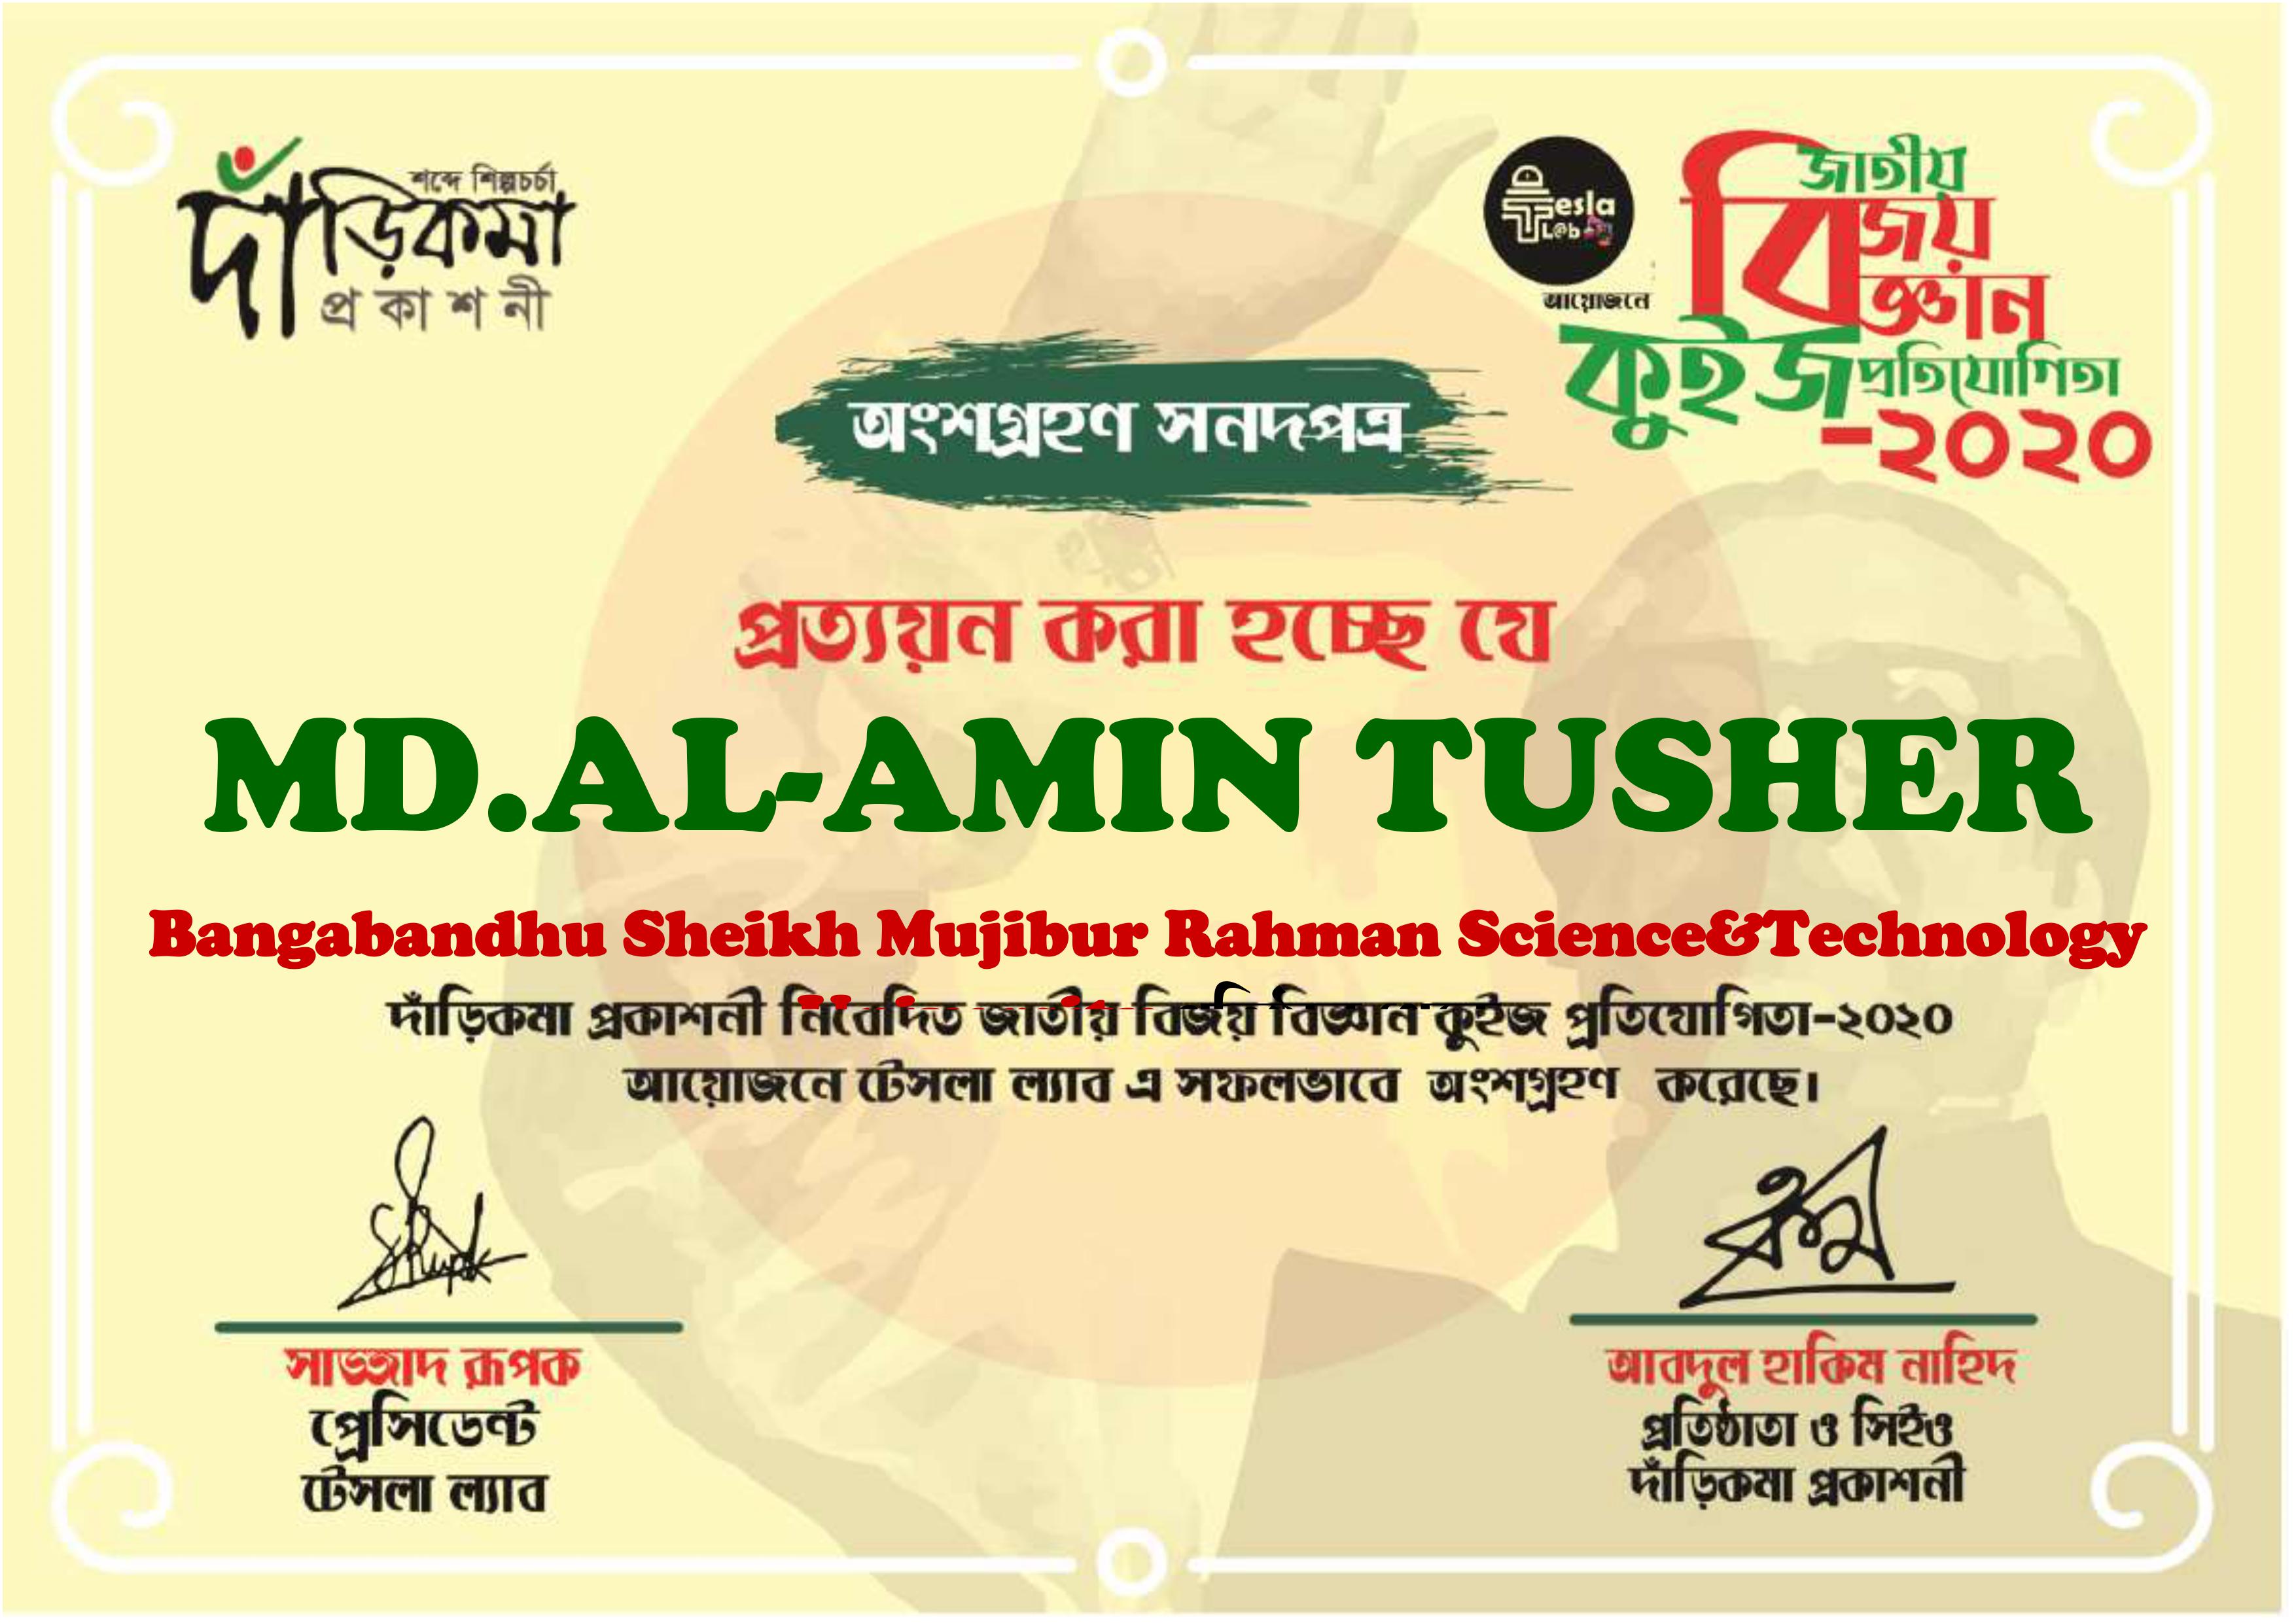 শব্দে শিল্পচর্চা
দাঁড়িকমা
প্রকাশনী
Tesla
L@b
আয়োজনে
জাতীয়
বিজয়
বিজ্ঞান
কুইজ প্রতিযোগিতা
-২০২০
অংশগ্রহণ সনদপত্র
প্রত্যয়ন করা হচ্ছে যে
MD.AL-AMIN TUSHER
Bangabandhu Sheikh Mujibur Rahman Science&Technology
দাঁড়িকমা প্রকাশনী নিবেদিত জাতীয় বিজয় বিজ্ঞান কুইজ প্রতিযোগিতা-২০২০
আয়োজনে টেসলা ল্যাব এ সফলভাবে অংশগ্রহণ করেছে।
সাজ্জাদ রূপক
প্রেসিডেন্ট
টেসলা ল্যাব
আবদুল হাকিম নাহিদ
প্রতিষ্ঠাতা ও সিইও
দাঁড়িকমা প্রকাশনী